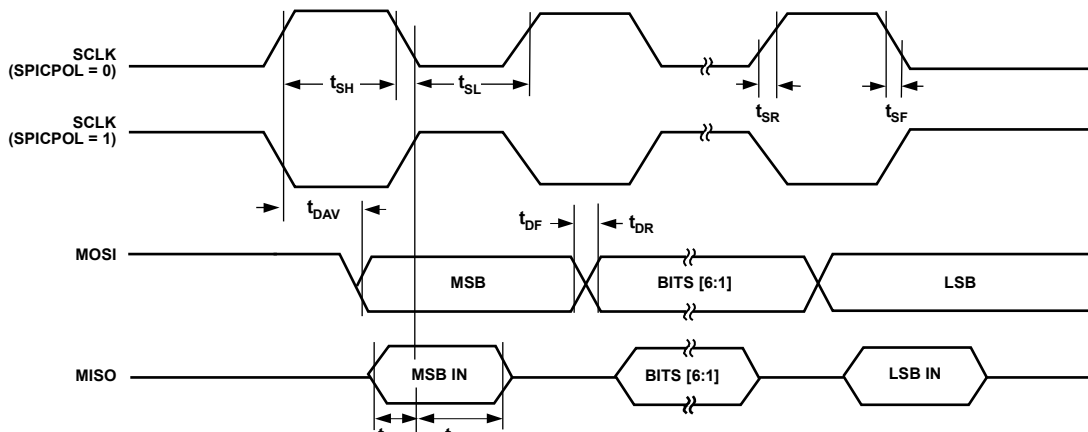 SCLK
(SPICPOL = 0)
tSH
tSL
tSR
tSF
SCLK
(SPICPOL = 1)
tDAV
tDF
tDR
MOSI
MSB
BITS [6:1]
LSB
MISO
MSB IN
BITS [6:1]
LSB IN